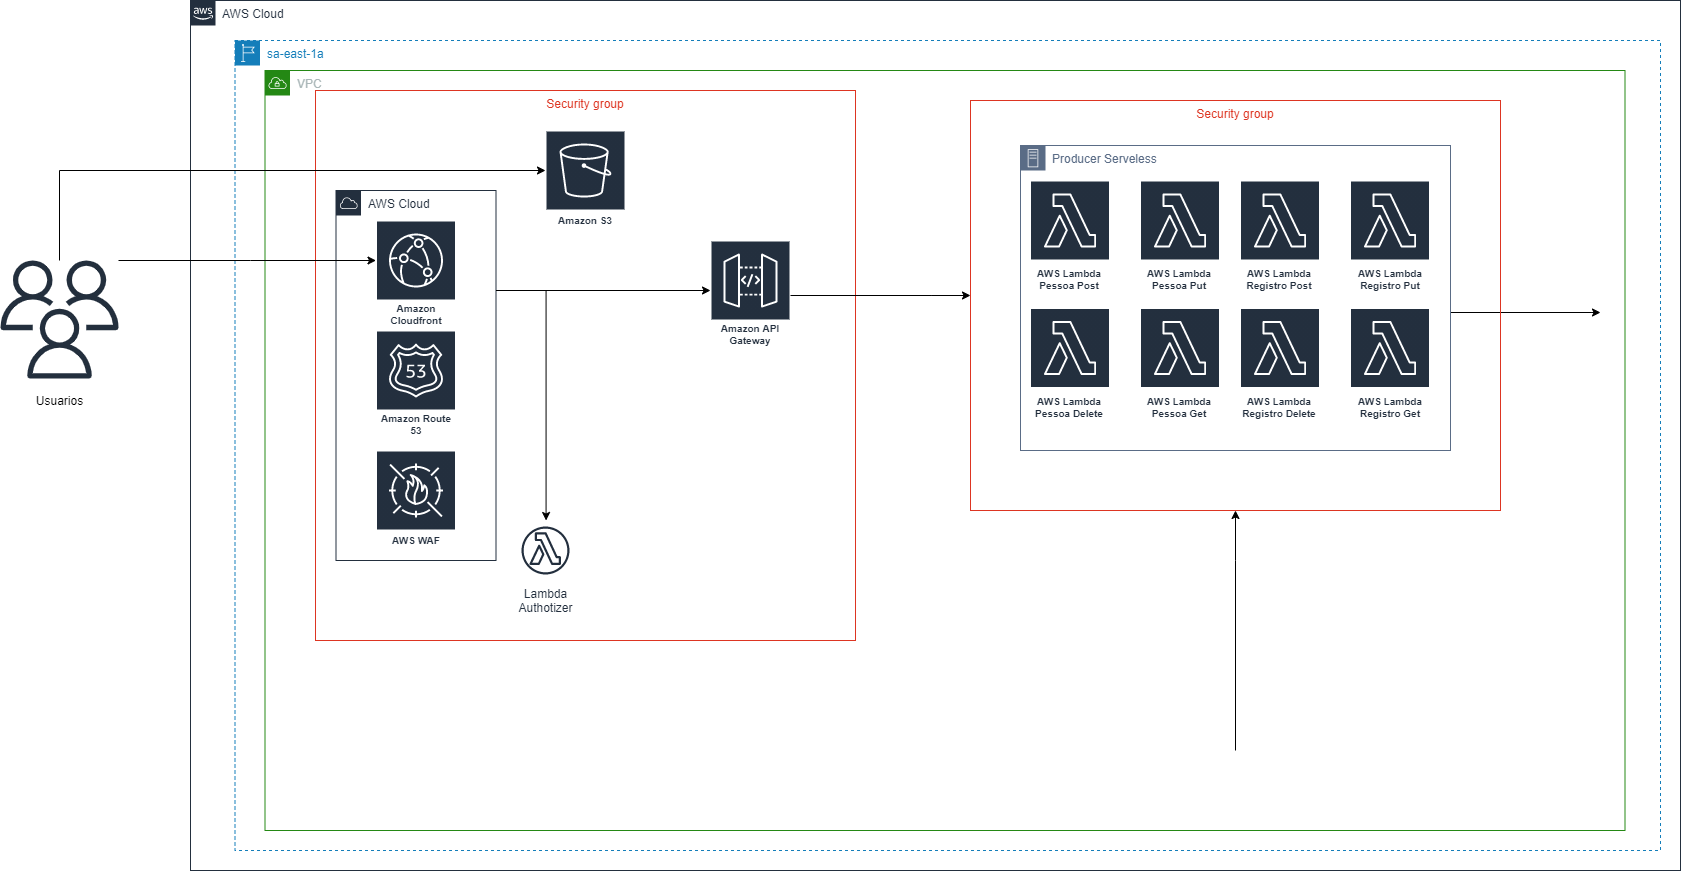 aws
AWS Cloud
sa-east-1a
VPC
Security group
Amazon S3
AWS Cloud
Amazon
Cloudfront
53
Amazon Route
53
AWS WAF
Usuarios
</>
Amazon API
Gateway
Lambda
Authotizer
Security group
Producer Serveless
AWS Lambda
Pessoa Post
AWS Lambda
Pessoa Put
AWS Lambda
Registro Post
AWS Lambda
Registro Put
AWS Lambda
Pessoa Delete
AWS Lambda
Pessoa Get
AWS Lambda
Registro Delete
AWS Lambda
Registro Get